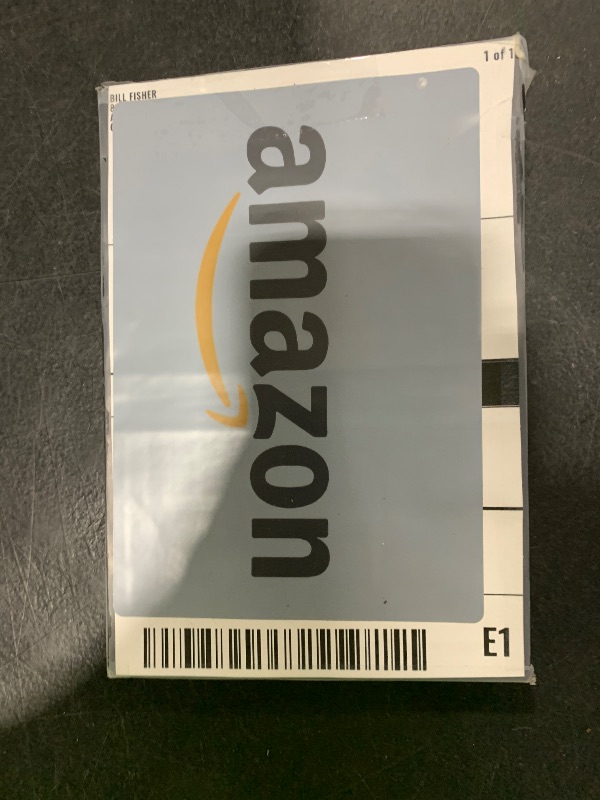 BILL FISHER
1 of 1
amazon
E1